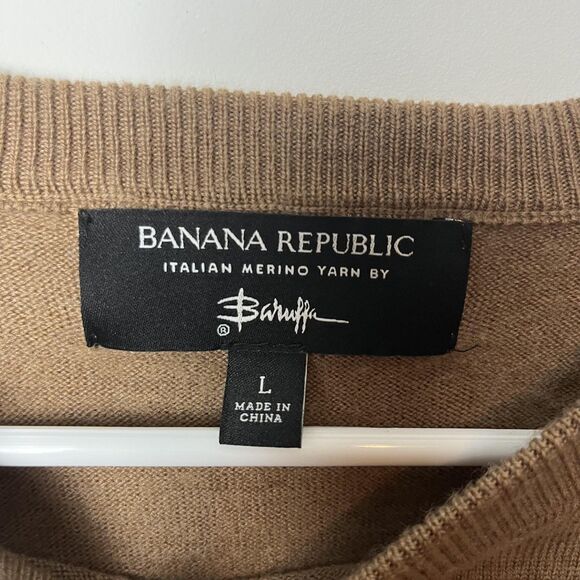 BANANA REPUBLIC
ITALIAN MERINO YARN BY
Baruffa
®
L
MADE IN
CHINA